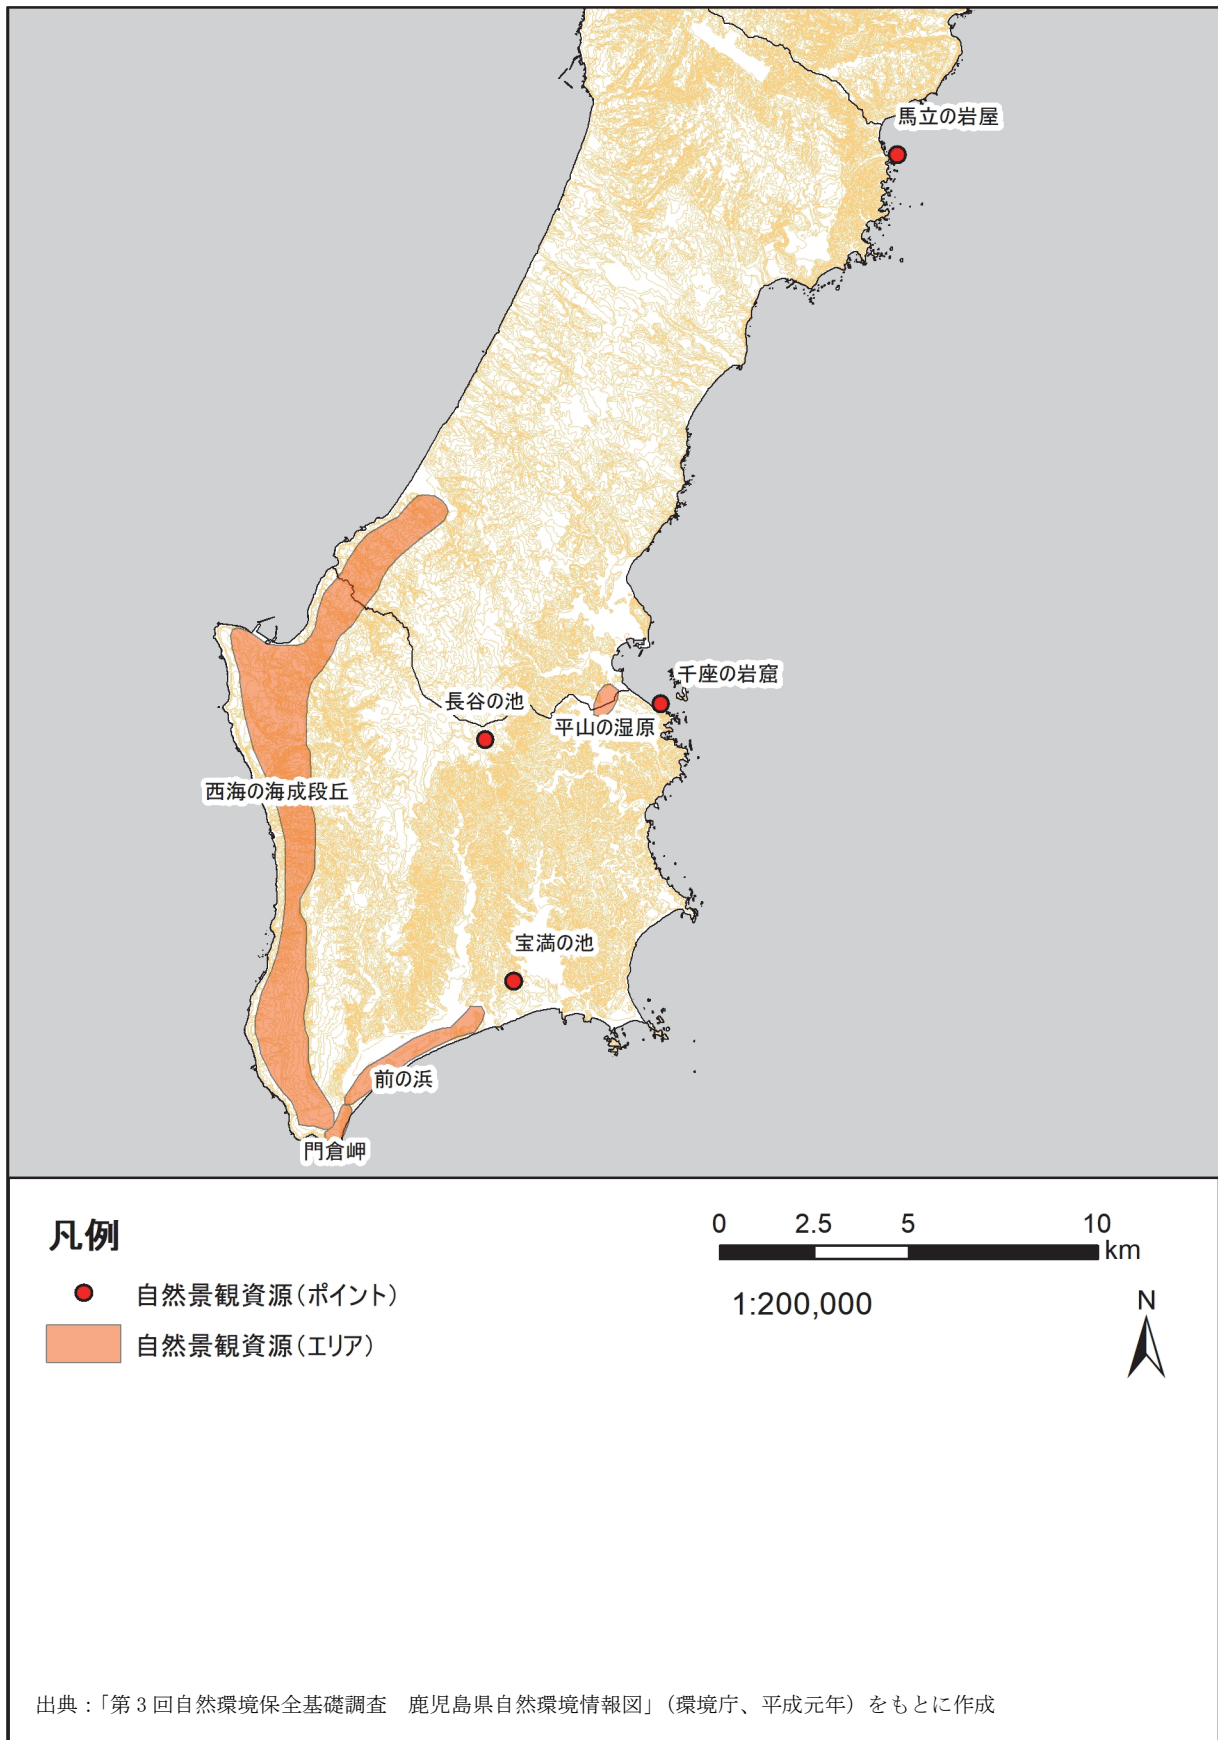 馬立の岩屋
千座の岩窟
長谷の池
平山の湿原
西海の海成段丘
宝満の池
前の浜
門倉岬
凡例
自然景観資源(ポイント)
自然景観資源(エリア)
0 2.5 5 10
km
1:200,000
N
出典:「第3回自然環境保全基礎調査 鹿児島県自然環境情報図」(環境庁、平成元年)をもとに作成